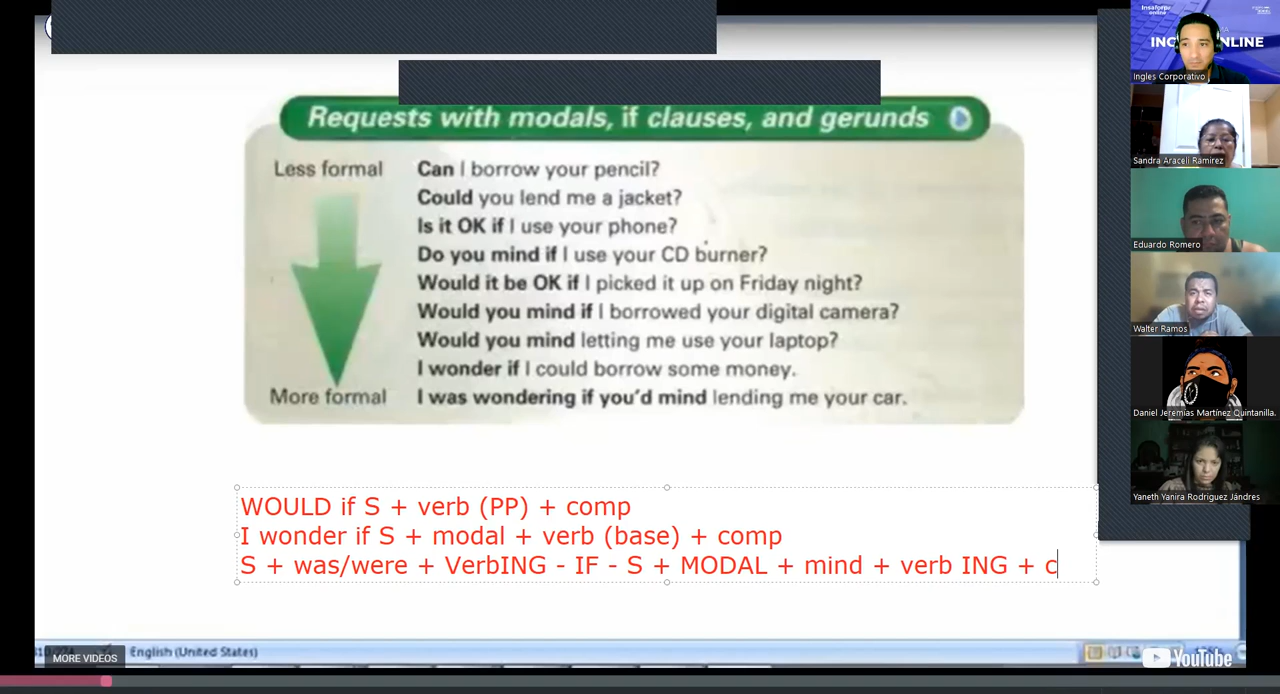 Requests with modals, if clauses, and gerunds
Less formal
Can I borrow your pencil?
Could you lend me a jacket?
Is it OK if I use your phone?
Do you mind if I use your CD burner?
Would it be OK if I picked it up on Friday night?
Would you mind if I borrowed your digital camera?
Would you mind letting me use your laptop?
I wonder if I could borrow some money.
More formal
I was wondering if you'd mind lending me your car.
WOULD if S + verb (PP) + comp
I wonder if S + modal + verb (base) + comp
S + was/were + VerbING - IF - S + MODAL + mind + verb ING + c
English (United States)
MORE VIDEOS
YouTube
Insaforp
online
Ingles Corporativo
Sandra Araceli Ramirez
Eduardo Romero
Walter Ramos
Daniel Jeremias Martínez Quintanilla.
Yaneth Yanira Rodriguez Jándres